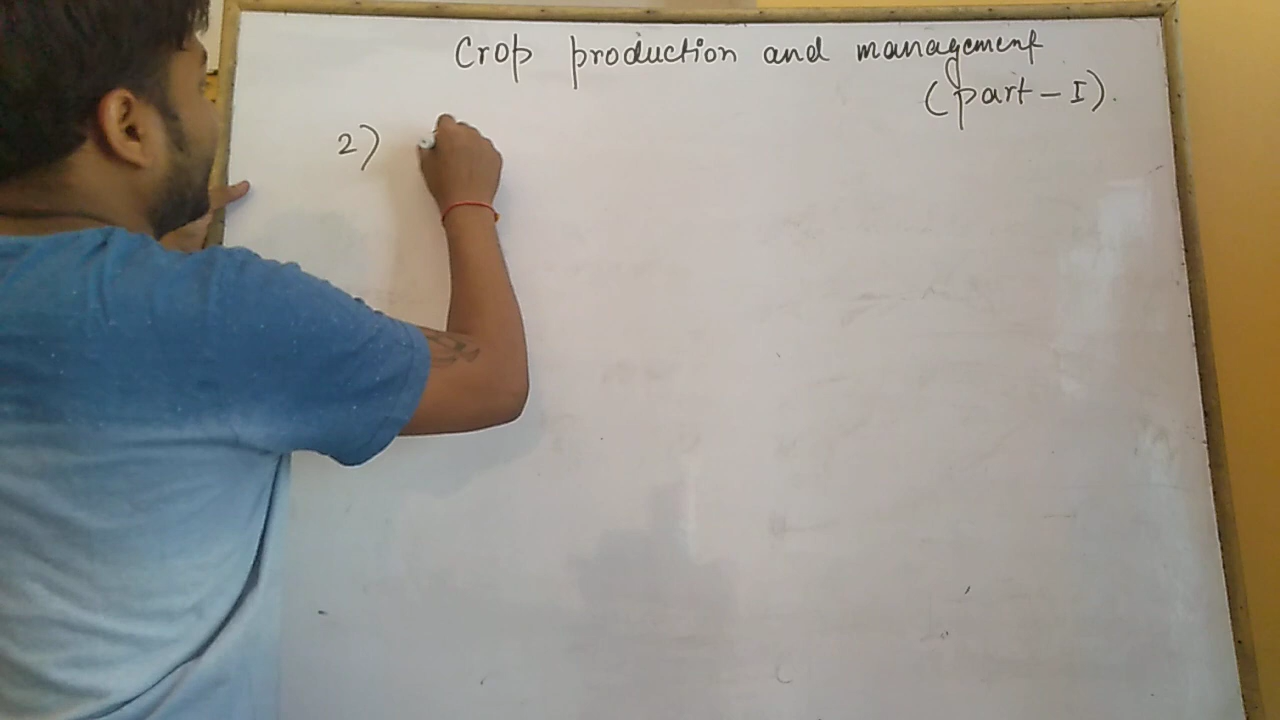 Crop production and management
(part-I).
2)